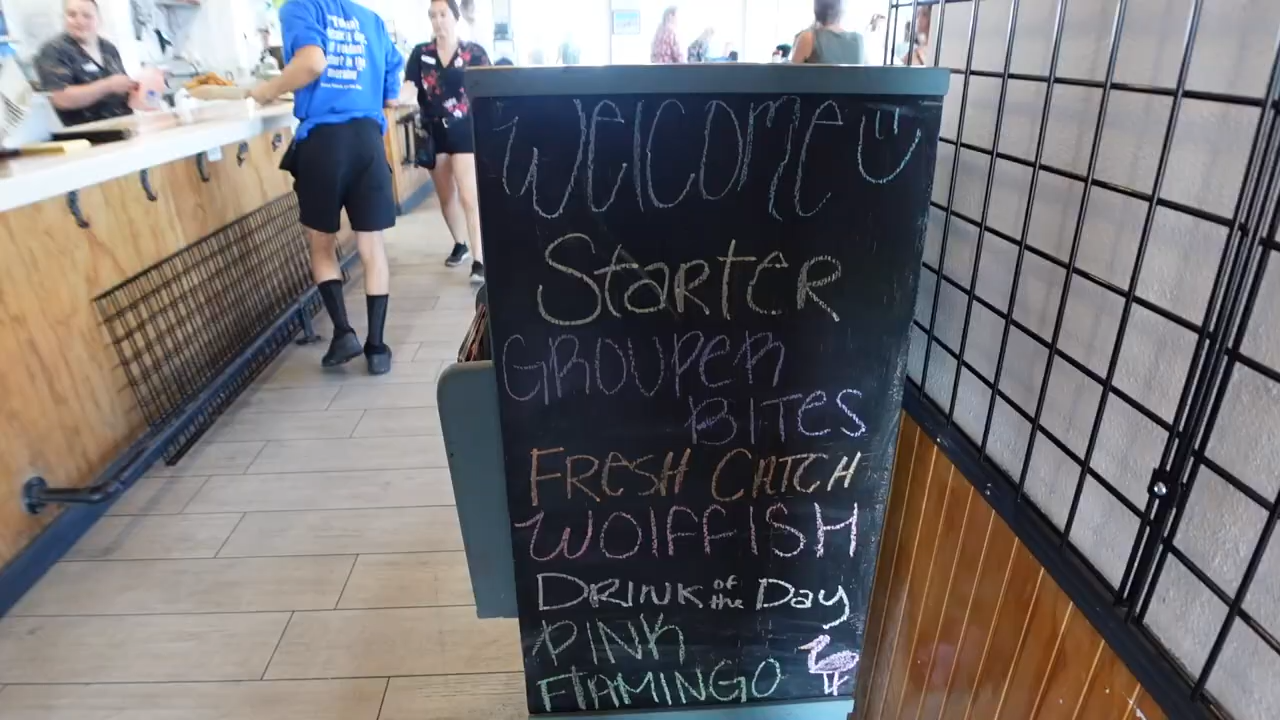 Welcome
Starter
GROUPER
BITES
FRESH CATCH
WOLFFISH
DRINK of the Day
PINK
FLAMINGO